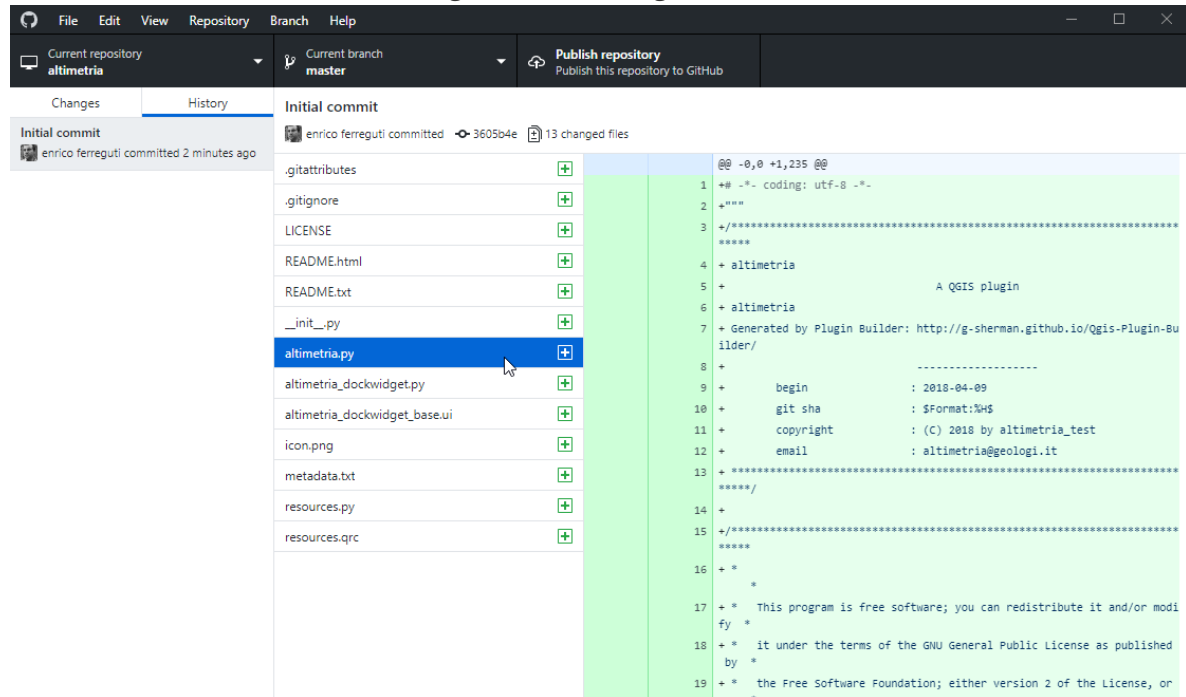 File Edit View Repository Branch Help
Current repository
altimetria
Current branch
master
Publish repository
Publish this repository to GitHub
Changes History
Initial commit
enrico ferreguti committed 2 minutes ago
Initial commit
enrico ferreguti committed 3605b4e 13 changed files
.gitattributes
.gitignore
LICENSE
README.html
README.txt
__init__.py
altimetria.py
altimetria_dockwidget.py
altimetria_dockwidget_base.ui
icon.png
metadata.txt
resources.py
resources.qrc
@@ -0,0 +1,235 @@
1 +# -*- coding: utf-8 -*-
2 +"""
3 +/***************************************************************************
*****
4 + altimetria
5 + A QGIS plugin
6 + altimetria
7 + Generated by Plugin Builder: http://g-sherman.github.io/Qgis-Plugin-Bu
ilder/
8 + -------------------
9 + begin : 2018-04-09
10 + git sha : $Format:%H$
11 + copyright : (C) 2018 by altimetria_test
12 + email : altimetria@geologi.it
13 + ***************************************************************************
*****/
14 +
15 +/***************************************************************************
*****
16 + *
*
17 + * This program is free software; you can redistribute it and/or modi
fy *
18 + * it under the terms of the GNU General Public License as published
by *
19 + * the Free Software Foundation; either version 2 of the License, or